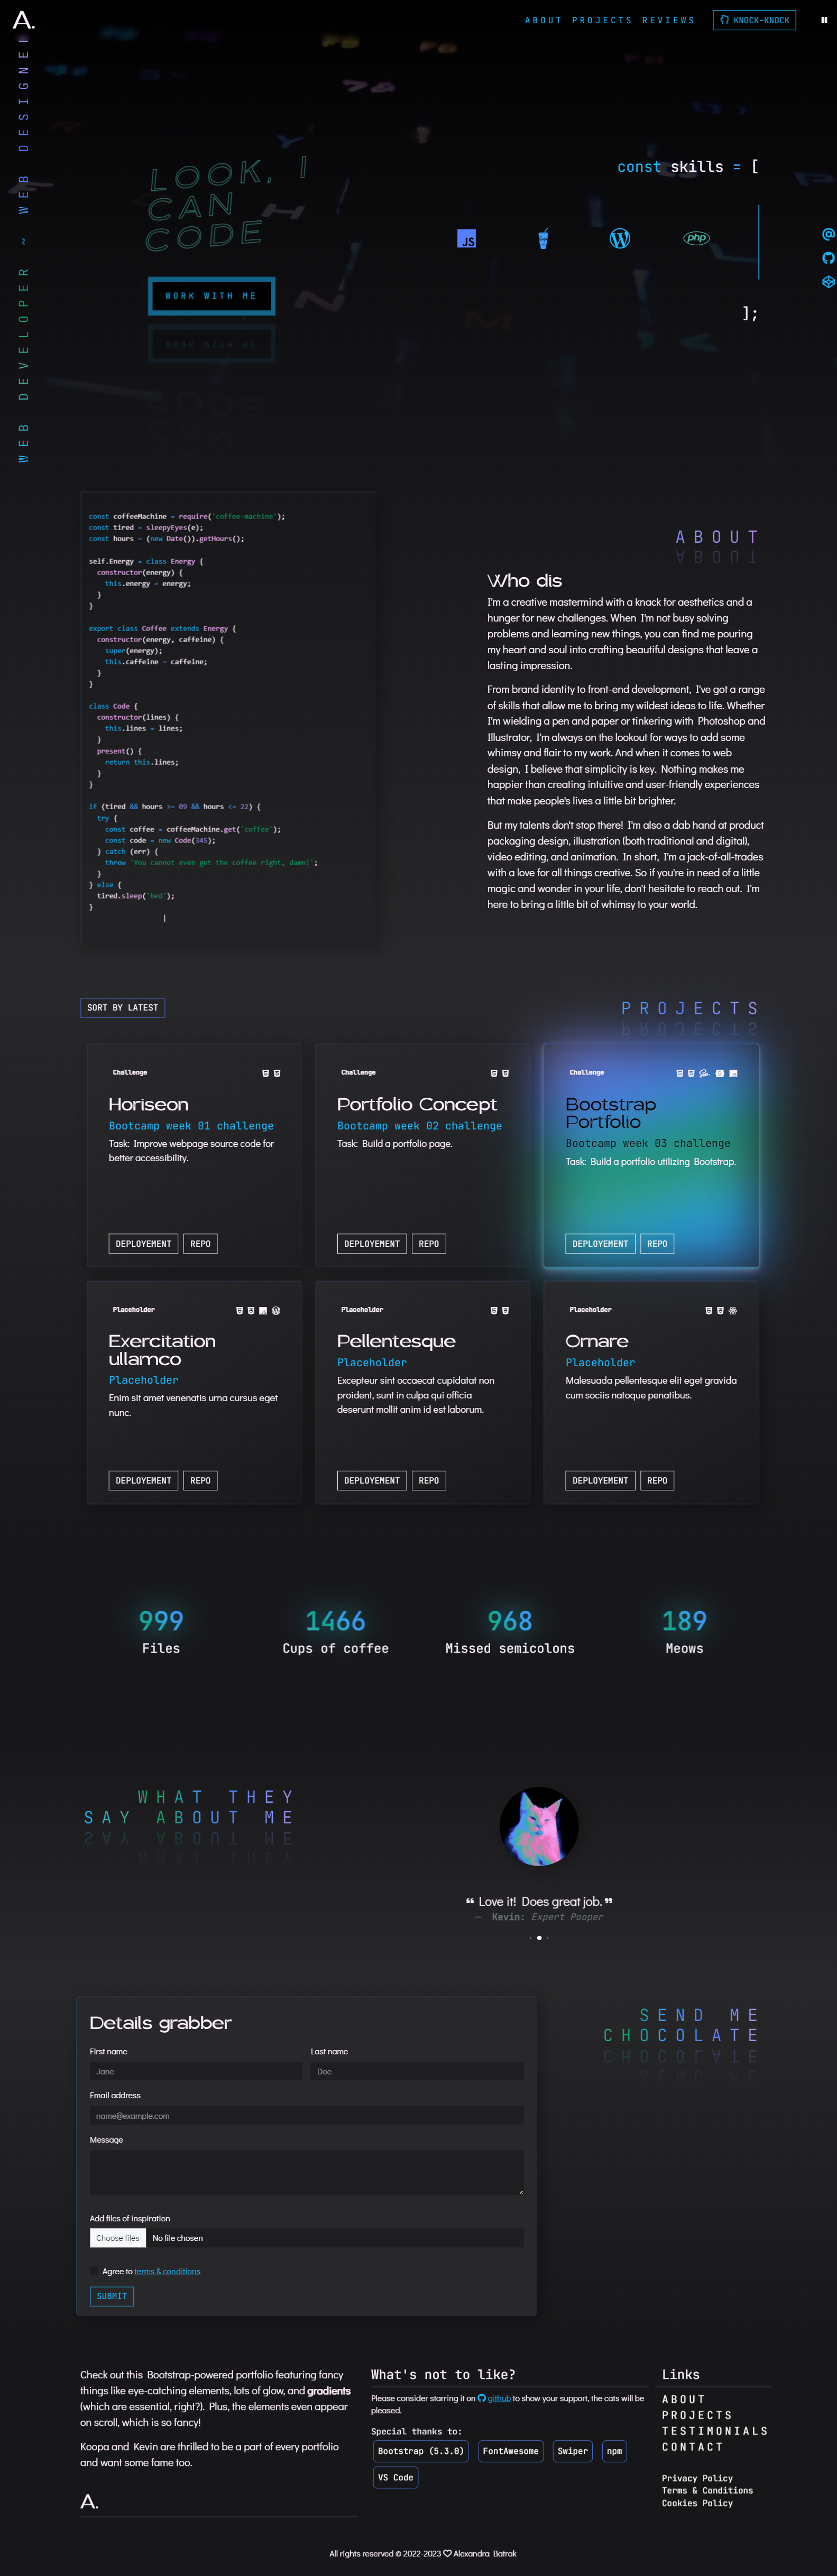 A.
ABOUT PROJECTS REVIEWS
KNOCK-KNOCK
WEB DEVELOPER ~ WEB DESIGNER
LOOK, I
CAN
CODE
WORK WITH ME
const skills = [
JS
php
];
const coffeeMachine = require('coffee-machine');
const tired = sleepyEyes(e);
const hours = (new Date()).getHours();
self.Energy = class Energy {
constructor(energy) {
this.energy = energy;
}
}
export class Coffee extends Energy {
constructor(energy, caffeine) {
super(energy);
this.caffeine = caffeine;
}
}
class Code {
constructor(lines) {
this.lines = lines;
}
present() {
return this.lines;
}
}
if (tired && hours >= 09 && hours <= 22) {
try {
const coffee = coffeeMachine.get('coffee');
const code = new Code(345);
} catch (err) {
throw 'You cannot even get the coffee right, damn!';
}
} else {
tired.sleep('bed');
}
ABOUT
Who dis
I'm a creative mastermind with a knack for aesthetics and a
hunger for new challenges. When I'm not busy solving
problems and learning new things, you can find me pouring
my heart and soul into crafting beautiful designs that leave a
lasting impression.
From brand identity to front-end development, I've got a range
of skills that allow me to bring my wildest ideas to life. Whether
I'm wielding a pen and paper or tinkering with Photoshop and
Illustrator, I'm always on the lookout for ways to add some
whimsy and flair to my work. And when it comes to web
design, I believe that simplicity is key. Nothing makes me
happier than creating intuitive and user-friendly experiences
that make people's lives a little bit brighter.
But my talents don't stop there! I'm also a dab hand at product
packaging design, illustration (both traditional and digital),
video editing, and animation. In short, I'm a jack-of-all-trades
with a love for all things creative. So if you're in need of a little
magic and wonder in your life, don't hesitate to reach out. I'm
here to bring a little bit of whimsy to your world.
SORT BY LATEST
PROJECTS
Challenge
Horiseon
Bootcamp week 01 challenge
Task: Improve webpage source code for
better accessibility.
DEPLOYEMENT REPO
Challenge
Portfolio Concept
Bootcamp week 02 challenge
Task: Build a portfolio page.
DEPLOYEMENT REPO
Challenge
Bootstrap
Portfolio
Bootcamp week 03 challenge
Task: Build a portfolio utilizing Bootstrap.
DEPLOYEMENT REPO
Placeholder
Exercitation
ullamco
Placeholder
Enim sit amet venenatis urna cursus eget
nunc.
DEPLOYEMENT REPO
Placeholder
Pellentesque
Placeholder
Excepteur sint occaecat cupidatat non
proident, sunt in culpa qui officia
deserunt mollit anim id est laborum.
DEPLOYEMENT REPO
Placeholder
Ornare
Placeholder
Malesuada pellentesque elit eget gravida
cum sociis natoque penatibus.
DEPLOYEMENT REPO
999
Files
1466
Cups of coffee
968
Missed semicolons
189
Meows
WHAT THEY
SAY ABOUT ME
❝ Love it! Does great job. ❞
— Kevin: Expert Pooper
Details grabber
First name
Last name
Jane
Doe
Email address
name@example.com
Message
Add files of inspiration
Choose files No file chosen
Agree to terms & conditions
SUBMIT
SEND ME
CHOCOLATE
Check out this Bootstrap-powered portfolio featuring fancy
things like eye-catching elements, lots of glow, and gradients
(which are essential, right?). Plus, the elements even appear
on scroll, which is so fancy!
Koopa and Kevin are thrilled to be a part of every portfolio
and want some fame too.
A.
What's not to like?
Please consider starring it on github to show your support, the cats will be
pleased.
Special thanks to:
Bootstrap (5.3.0) FontAwesome Swiper npm
VS Code
Links
ABOUT
PROJECTS
TESTIMONIALS
CONTACT
Privacy Policy
Terms & Conditions
Cookies Policy
All rights reserved © 2022-2023 ♡ Alexandra Batrak